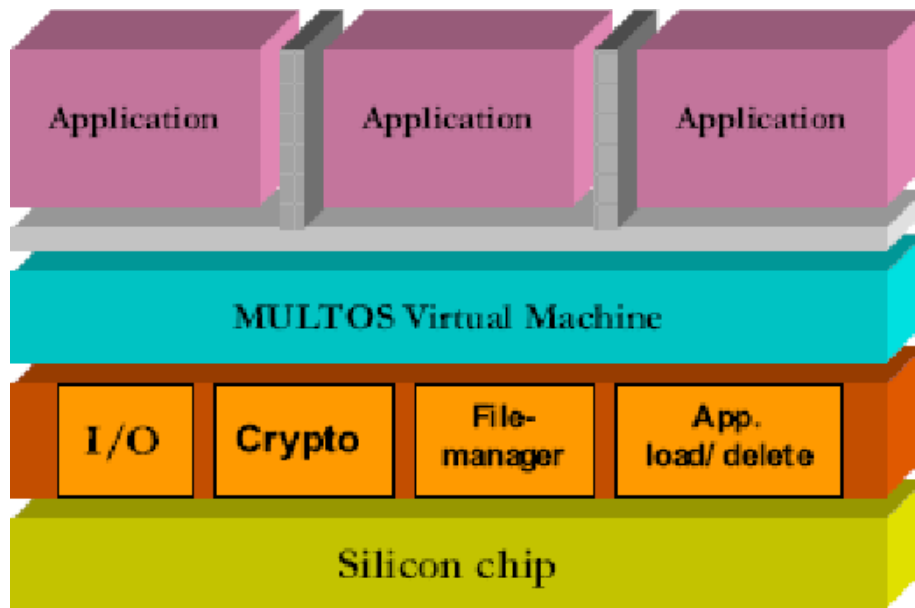 Application
Application
Application
MULTOS Virtual Machine
I/O
Crypto
File-
manager
App.
load/ delete
Silicon chip